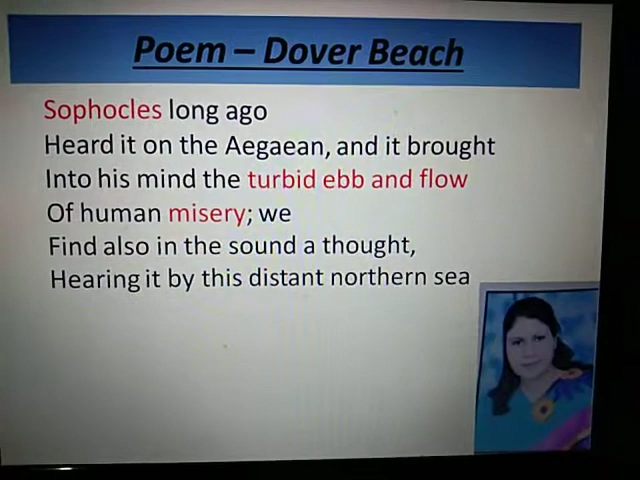 Poem – Dover Beach
Sophocles long ago
Heard it on the Aegaean, and it brought
Into his mind the turbid ebb and flow
Of human misery; we
Find also in the sound a thought,
Hearing it by this distant northern sea